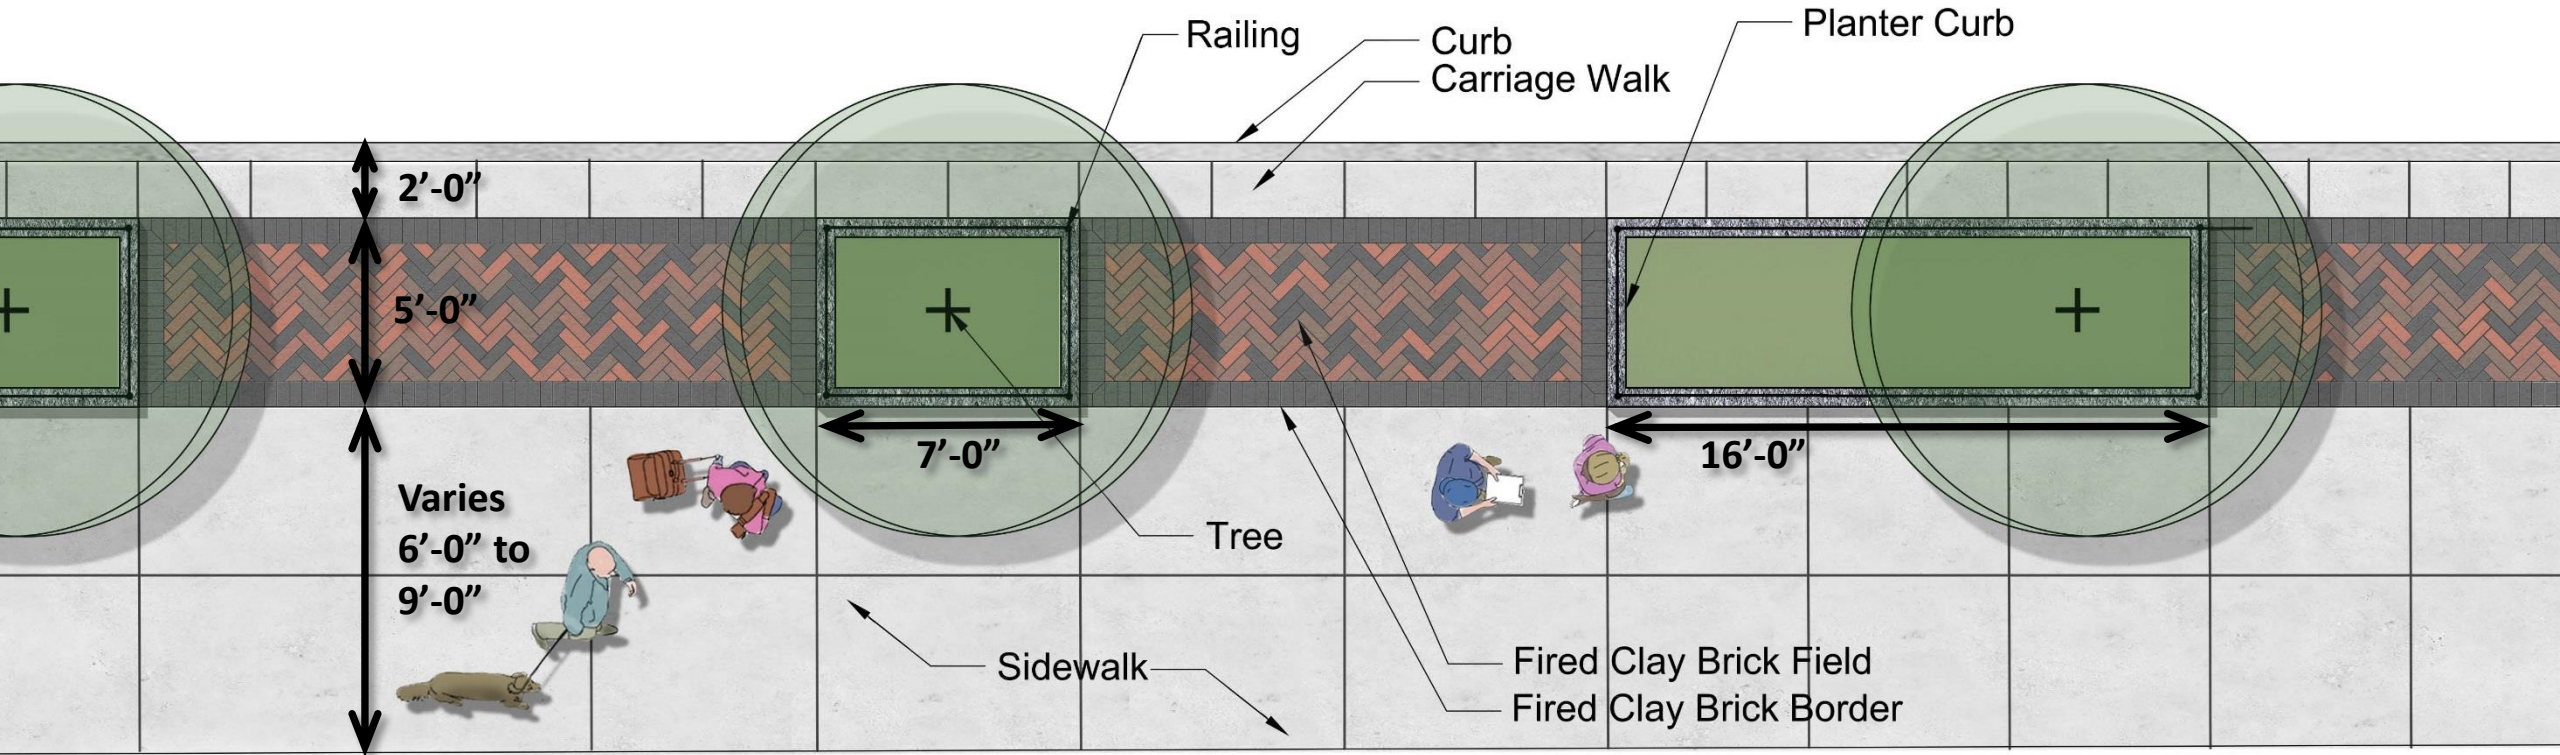 Railing
Curb
Carriage Walk
Planter Curb
2’-0”
5’-0”
7’-0”
16’-0”
Varies
6’-0” to
9’-0”
Tree
Sidewalk
Fired Clay Brick Field
Fired Clay Brick Border